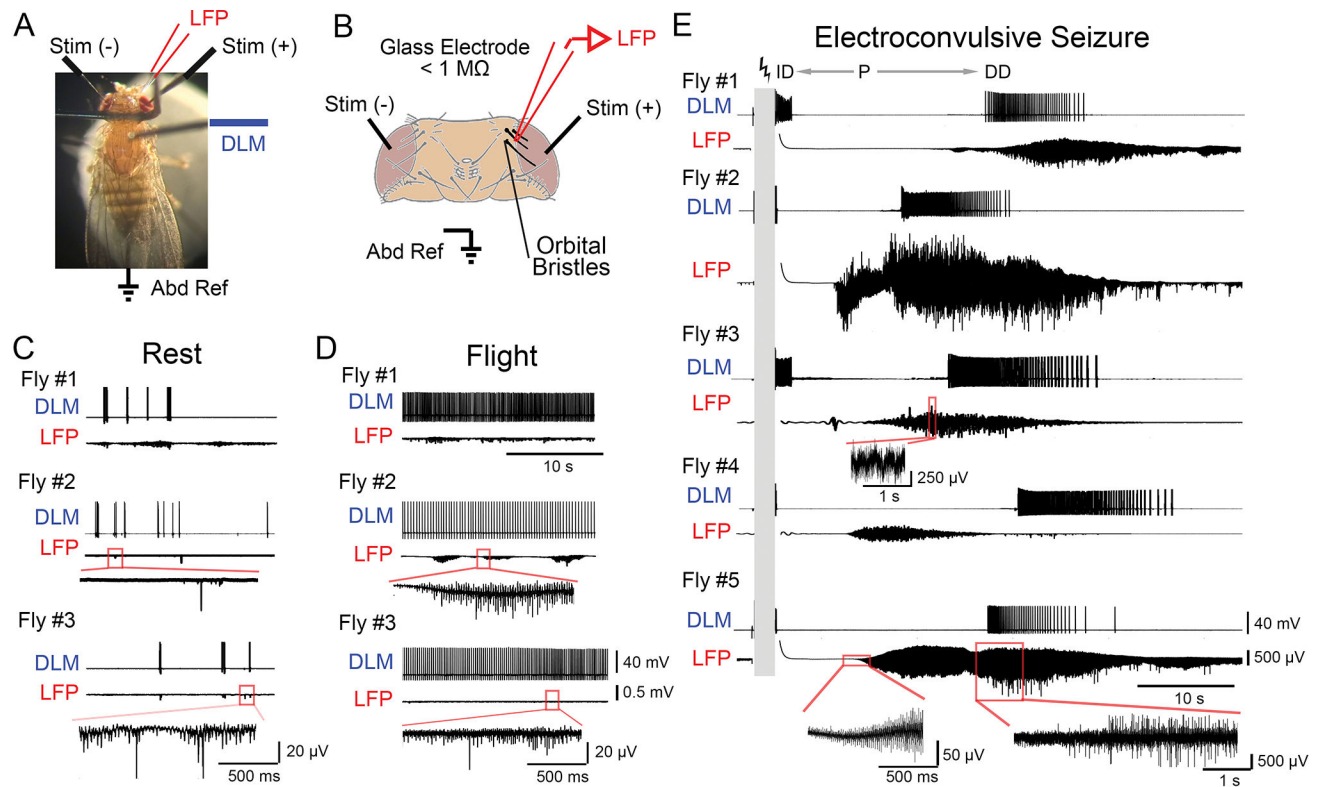 A
LFP
Stim (-)
Stim (+)
DLM
Abd Ref
B
Glass Electrode
< 1 MΩ
LFP
Stim (-)
Stim (+)
Abd Ref
Orbital
Bristles
C
Rest
Fly #1
DLM
LFP
Fly #2
DLM
LFP
Fly #3
DLM
LFP
20 μV
500 ms
D
Flight
Fly #1
DLM
LFP
10 s
Fly #2
DLM
LFP
Fly #3
DLM
40 mV
LFP
0.5 mV
20 μV
500 ms
E
Electroconvulsive Seizure
ID
P
DD
Fly #1
DLM
LFP
Fly #2
DLM
LFP
Fly #3
DLM
LFP
250 μV
1 s
Fly #4
DLM
LFP
Fly #5
DLM
40 mV
LFP
500 μV
10 s
50 μV
500 ms
500 μV
1 s